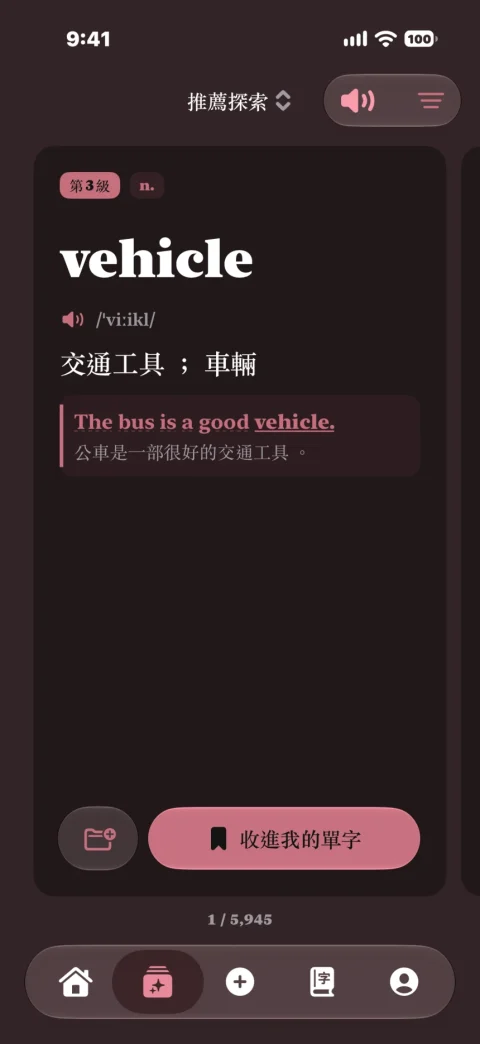 9:41
100
推薦探索
第3級 n.
vehicle
/ˈviːikl/
交通工具 ； 車輛
The bus is a good vehicle.
公車是一部很好的交通工具 。
收進我的單字
1 / 5,945
字